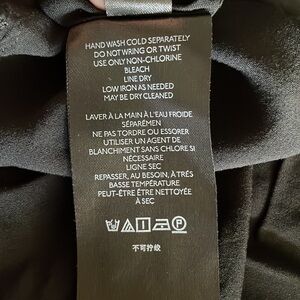 HAND WASH COLD SEPARATELY
DO NOT WRING OR TWIST
USE ONLY NON-CHLORINE
BLEACH
LINE DRY
LOW IRON AS NEEDED
MAY BE DRY CLEANED
LAVER À LA MAIN À L'EAU FROIDE
SÉPARÉMEN
NE PAS TORDRE OU ESSORER
UTILISER UN AGENT DE
BLANCHIMENT SANS CHLORE SI
NÉCESSAIRE
LIGNE SEC
REPASSER, AU BESOIN, À TRÈS
BASSE TEMPÉRATURE
PEUT-ÊTRE ÊTRE NETTOYÉE
À SEC
P
不可拧绞